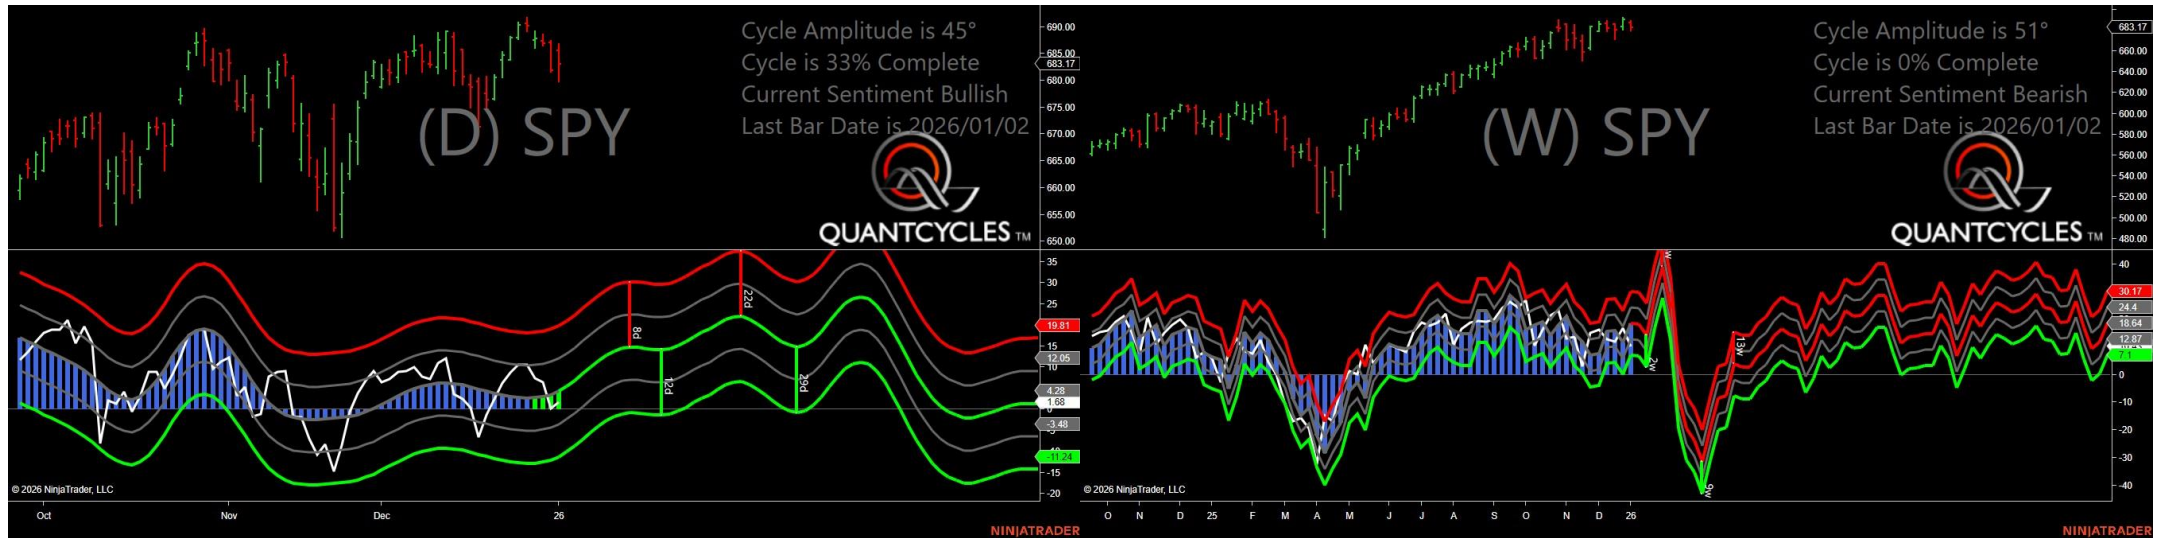 Cycle Amplitude is 45°
Cycle is 33% Complete
Current Sentiment Bullish
Last Bar Date is 2026/01/02
(D) SPY
QUANTCYCLES TM
690.00
685.00
683.17
680.00
675.00
670.00
665.00
660.00
655.00
650.00
35
30
25
19.81
15
12.05
4.28
1.68
-3.48
-11.24
-15
-20
8d
12d
22d
29d
© 2026 NinjaTrader, LLC
Oct Nov Dec 26
NINJATRADER
Cycle Amplitude is 51°
Cycle is 0% Complete
Current Sentiment Bearish
Last Bar Date is 2026/01/02
(W) SPY
QUANTCYCLES TM
683.17
660.00
640.00
620.00
600.00
580.00
560.00
540.00
520.00
500.00
480.00
40
30.17
24.4
18.64
12.87
7.1
0
-10
-20
-30
-40
2w
9w
13w
© 2026 NinjaTrader, LLC
O N D 25 F M A M J J A S O N D 26
NINJATRADER